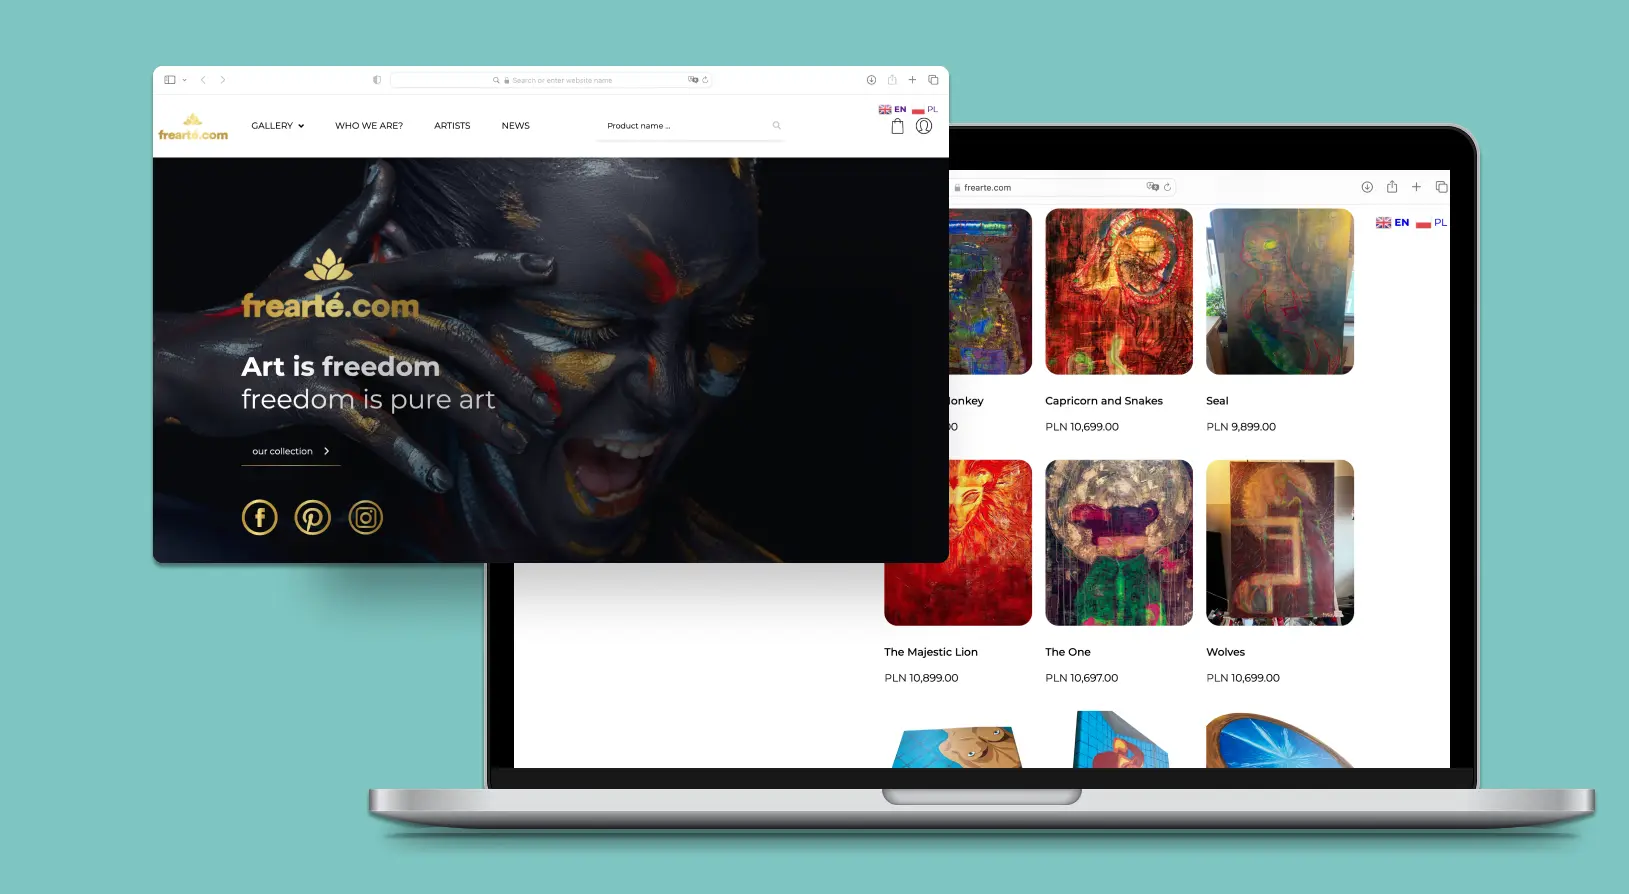 Search or enter website name
EN PL
frearté.com
GALLERY
WHO WE ARE?
ARTISTS
NEWS
Product name ...
frearté.com
Art is freedom
freedom is pure art
our collection
frearte.com
EN PL
Capricorn and Snakes
Seal
PLN 10,699.00
PLN 9,899.00
The Majestic Lion
The One
Wolves
PLN 10,899.00
PLN 10,697.00
PLN 10,699.00